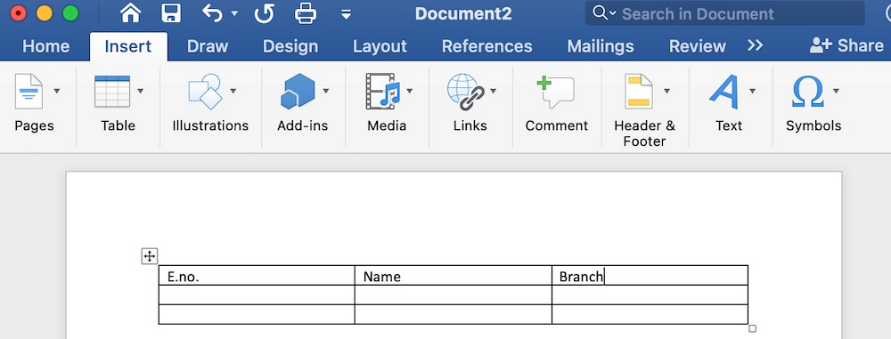 Document2
Search in Document
Home Insert Draw Design Layout References Mailings Review >> Share
Pages Table Illustrations Add-ins Media Links Comment Header & Footer Text Symbols
E.no. Name Branch